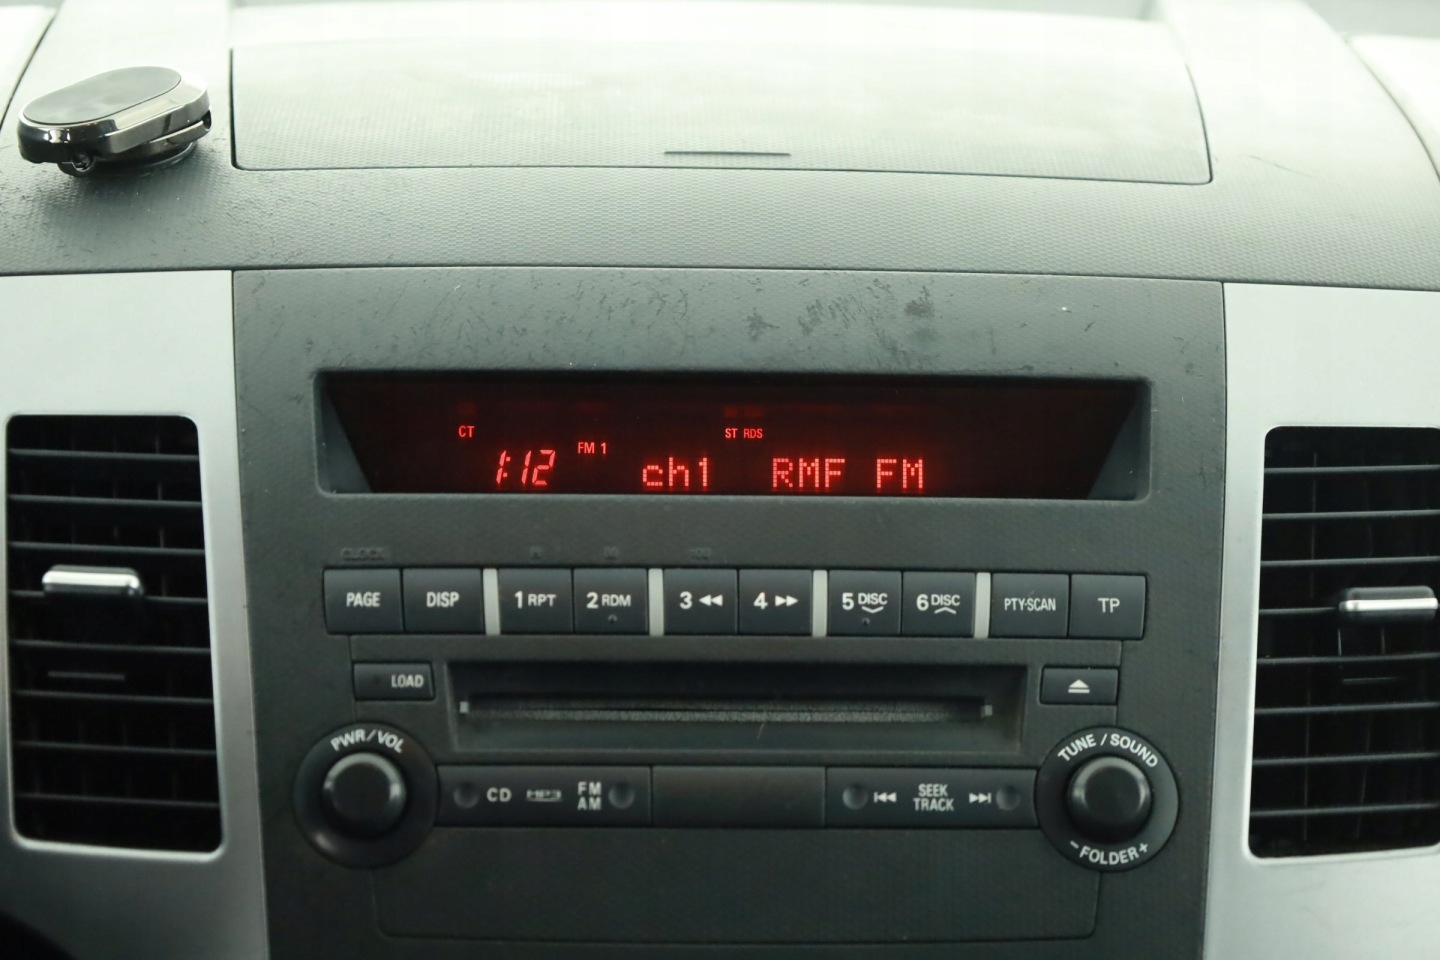 CT
ST RDS
1:12 FM 1 ch1 RMF FM
CLOCK
PAGE DISP 1 RPT 2 RDM 3 4 5 DISC 6 DISC PTY·SCAN TP
LOAD
PWR/VOL
TUNE / SOUND
CD MP3 FM AM
SEEK TRACK
- FOLDER +